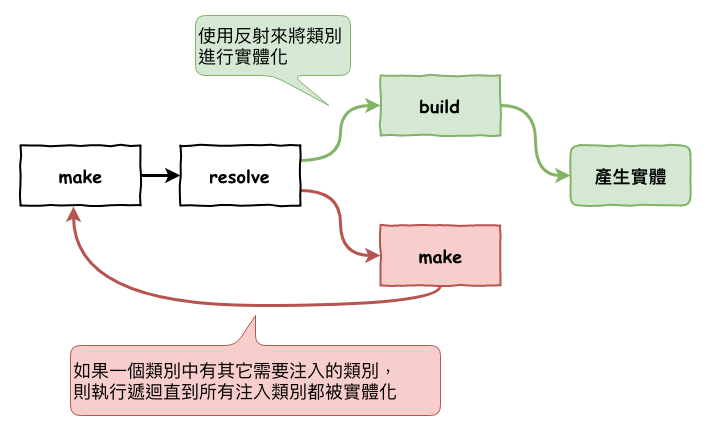 使用反射來將類別
進行實體化
build
make
resolve
產生實體
make
如果一個類別中有其它需要注入的類別，
則執行遞迴直到所有注入類別都被實體化